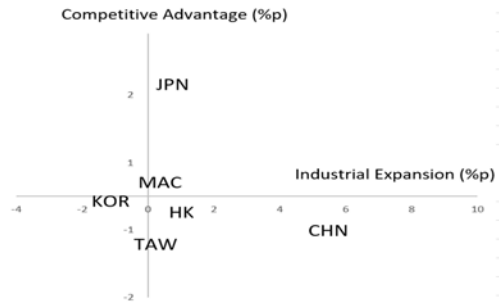 Competitive Advantage (%p)
JPN
2
1
Industrial Expansion (%p)
MAC
-4
-2
0
2
4
6
8
10
KOR
HK
-1
CHN
TAW
-2